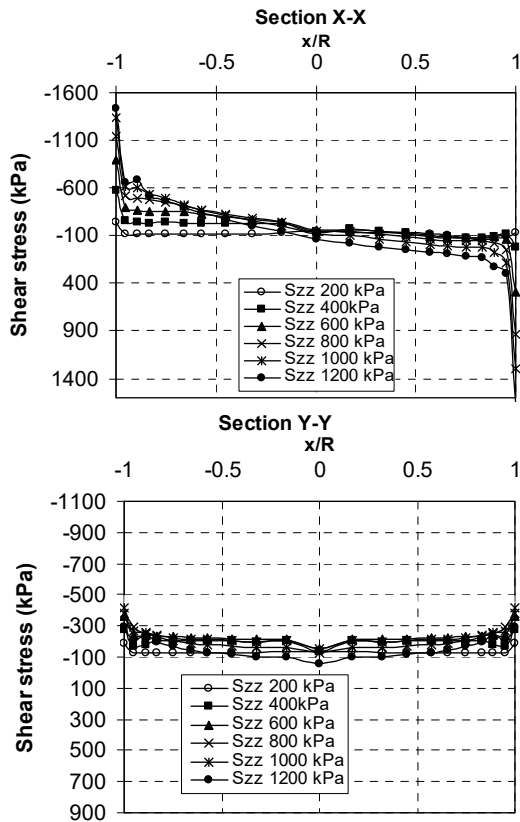 Section X-X
x/R
-1 -0.5 0 0.5 1
-1600
-1100
-600
-100
400
900
1400
Shear stress (kPa)
Szz 200 kPa
Szz 400kPa
Szz 600 kPa
Szz 800 kPa
Szz 1000 kPa
Szz 1200 kPa
Section Y-Y
x/R
-1 -0.5 0 0.5 1
-1100
-900
-700
-500
-300
-100
100
300
500
700
900
Shear stress (kPa)
Szz 200 kPa
Szz 400kPa
Szz 600 kPa
Szz 800 kPa
Szz 1000 kPa
Szz 1200 kPa